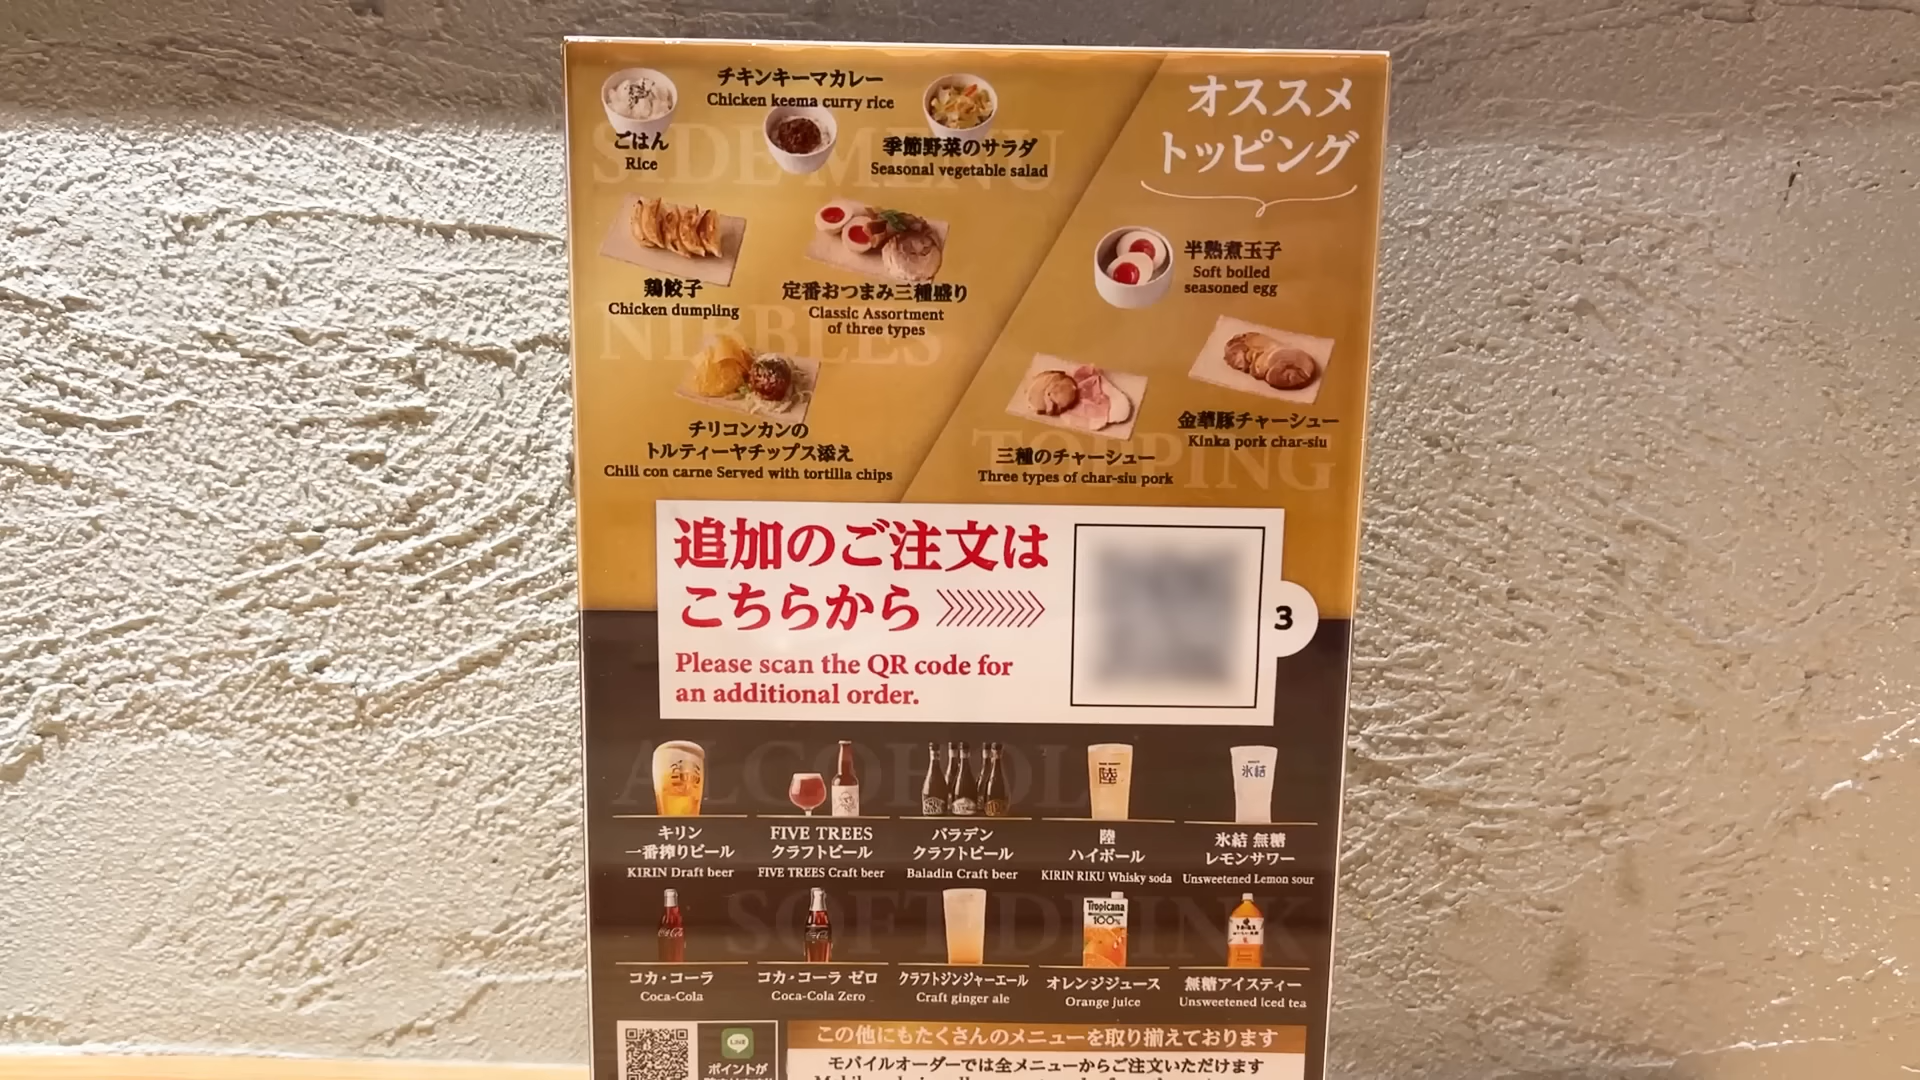 チキンキーマカレー
Chicken keema curry rice
ごはん
Rice
季節野菜のサラダ
Seasonal vegetable salad
SIDE MENU
鶏餃子
Chicken dumpling
定番おつまみ三種盛り
Classic Assortment
of three types
NIBBLES
チリコンカンの
トルティーヤチップス添え
Chili con carne Served with tortilla chips
オススメ
トッピング
半熟煮玉子
Soft boiled
seasoned egg
金華豚チャーシュー
Kinka pork char-siu
三種のチャーシュー
Three types of char-siu pork
TOPPING
追加のご注文は
こちらから
Please scan the QR code for
an additional order.
3
ALCOHOL
陸
氷結
キリン
一番搾りビール
KIRIN Draft beer
FIVE TREES
クラフトビール
FIVE TREES Craft beer
バラデン
クラフトビール
Baladin Craft beer
陸
ハイボール
KIRIN RIKU Whisky soda
氷結 無糖
レモンサワー
Unsweetened Lemon sour
SOFT DRINK
Tropicana
100%
コカ・コーラ
Coca-Cola
コカ・コーラ ゼロ
Coca-Cola Zero
クラフトジンジャーエール
Craft ginger ale
オレンジジュース
Orange juice
無糖アイスティー
Unsweetened iced tea
LINE
ポイントが
この他にもたくさんのメニューを取り揃えております
モバイルオーダーでは全メニューからご注文いただけます